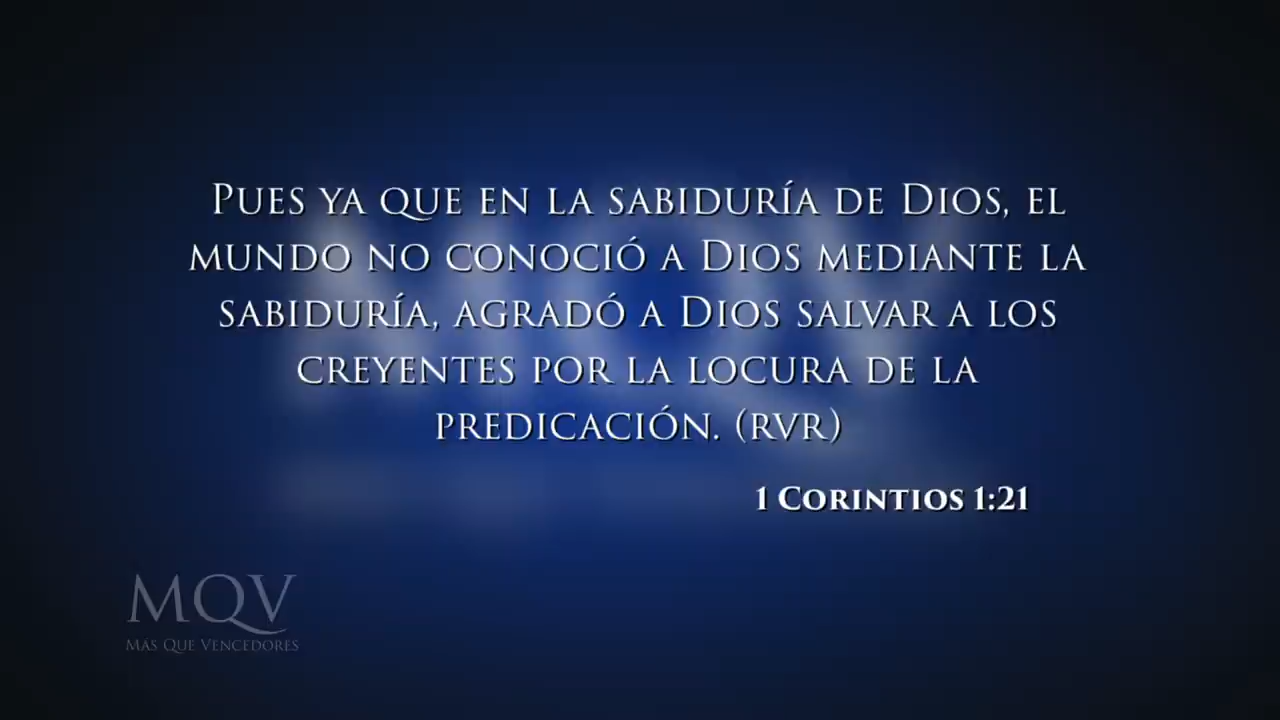 Pues ya que en la sabiduría de Dios, el
mundo no conoció a Dios mediante la
sabiduría, agradó a Dios salvar a los
creyentes por la locura de la
predicación. (rvr)
1 Corintios 1:21
MQV
Más Que Vencedores